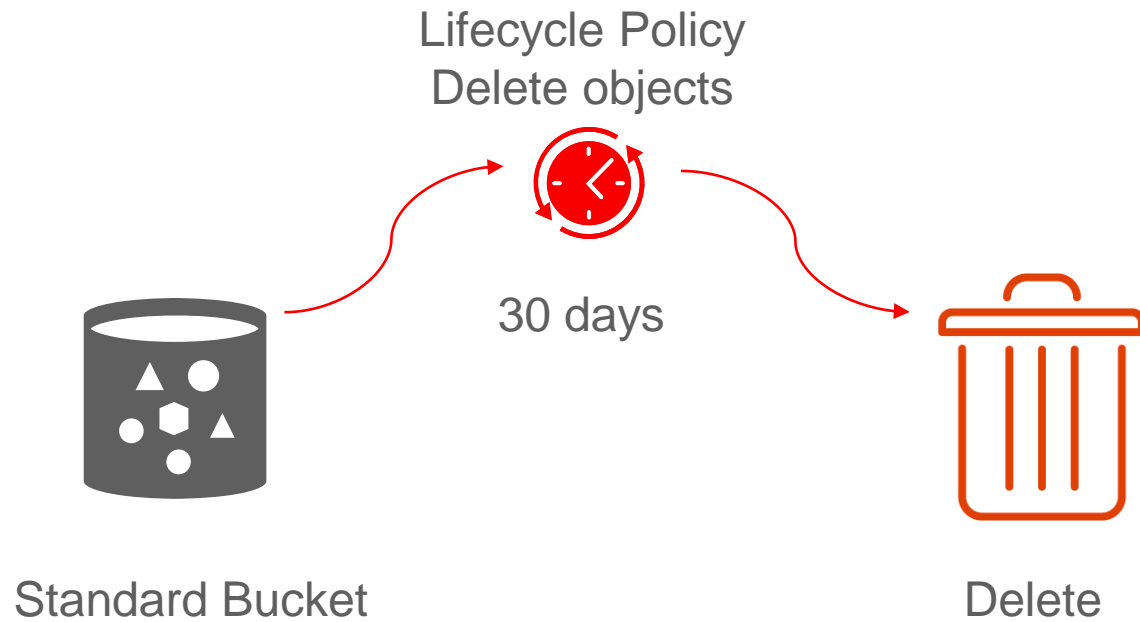 Lifecycle Policy
Delete objects
30 days
Standard Bucket
Delete